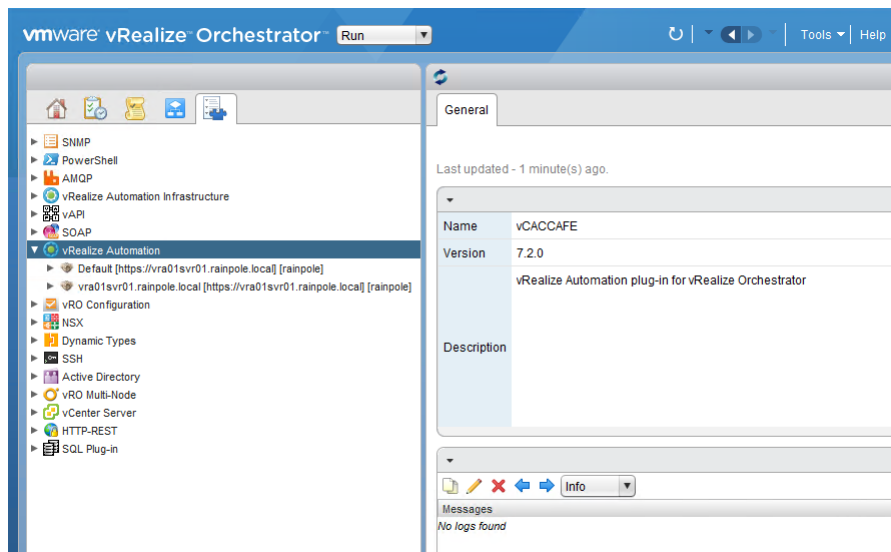 vmware vRealize™ Orchestrator™ Run Tools Help
General
SNMP
PowerShell
AMQP
vRealize Automation Infrastructure
vAPI
SOAP
vRealize Automation
Default [https://vra01svr01.rainpole.local] [rainpole]
vra01svr01.rainpole.local [https://vra01svr01.rainpole.local] [rainpole]
vRO Configuration
NSX
Dynamic Types
SSH
Active Directory
vRO Multi-Node
vCenter Server
HTTP-REST
SQL Plug-in
Last updated - 1 minute(s) ago.
Name vCACCAFE
Version 7.2.0
Description vRealize Automation plug-in for vRealize Orchestrator
Info
Messages
No logs found